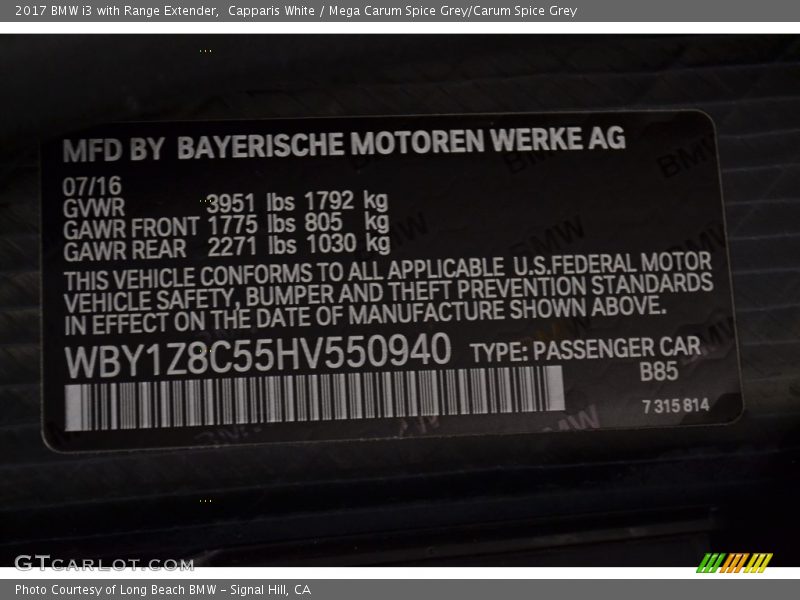 2017 BMW i3 with Range Extender,  Capparis White / Mega Carum Spice Grey/Carum Spice Grey
MFD BY BAYERISCHE MOTOREN WERKE AG
07/16
GVWR 3951 lbs 1792 kg
GAWR FRONT 1775 lbs 805 kg
GAWR REAR 2271 lbs 1030 kg
THIS VEHICLE CONFORMS TO ALL APPLICABLE U.S.FEDERAL MOTOR
VEHICLE SAFETY, BUMPER AND THEFT PREVENTION STANDARDS
IN EFFECT ON THE DATE OF MANUFACTURE SHOWN ABOVE.
WBY1Z8C55HV550940 TYPE: PASSENGER CAR
B85
7 315 814
GTCARLOT.COM
Photo Courtesy of Long Beach BMW - Signal Hill, CA